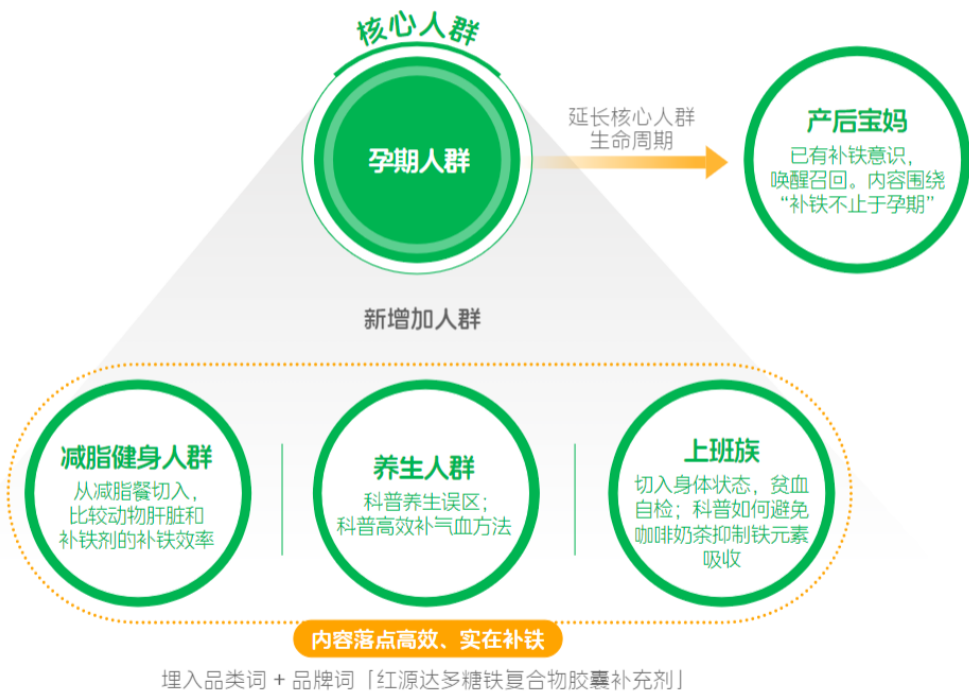 核心人群
孕期人群
延长核心人群
生命周期
产后宝妈
已有补铁意识，
唤醒召回。内容围绕
“补铁不止于孕期”
新增加人群
减脂健身人群
从减脂餐切入，
比较动物肝脏和
补铁剂的补铁效率
养生人群
科普养生误区；
科普高效补气血方法
上班族
切入身体状态，贫血
自检；科普如何避免
咖啡奶茶抑制铁元素
吸收
内容落点高效、实在补铁
埋入品类词 + 品牌词「红源达多糖铁复合物胶囊补充剂」